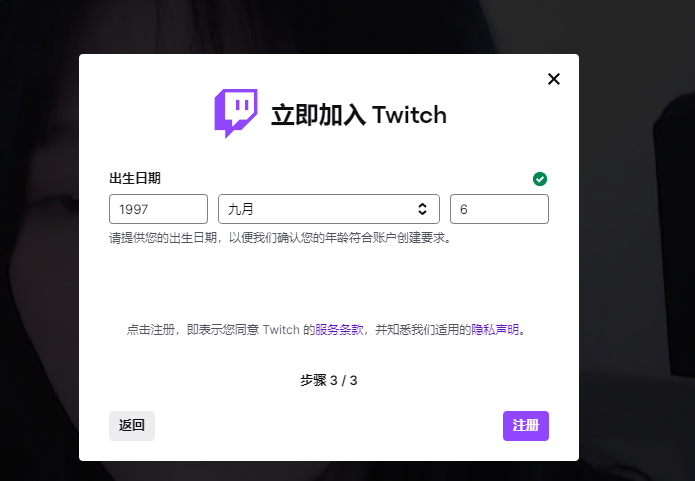 立即加入 Twitch
出生日期
1997 九月 6
请提供您的出生日期，以便我们确认您的年龄符合账户创建要求。
点击注册，即表示您同意 Twitch 的服务条款，并知悉我们适用的隐私声明。
步骤 3 / 3
返回 注册